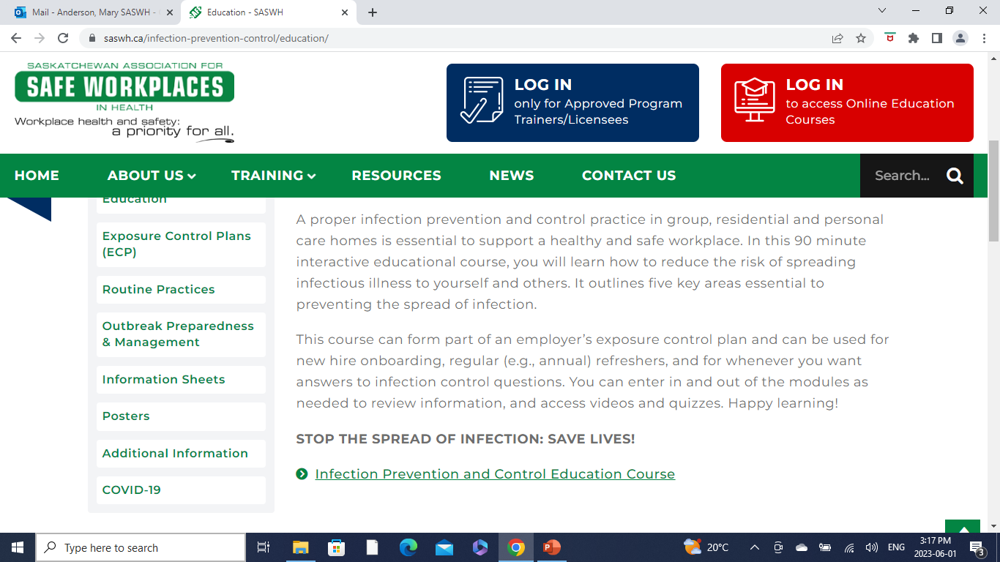 Mail - Anderson, Mary SASWH -
Education - SASWH
saswh.ca/infection-prevention-control/education/
SASKATCHEWAN ASSOCIATION FOR
SAFE WORKPLACES
IN HEALTH
Workplace health and safety:
a priority for all.
LOG IN
only for Approved Program
Trainers/Licensees
LOG IN
to access Online Education
Courses
HOME
ABOUT US
TRAINING
RESOURCES
NEWS
CONTACT US
Search...
Education
Exposure Control Plans
(ECP)
Routine Practices
Outbreak Preparedness
& Management
Information Sheets
Posters
Additional Information
COVID-19
A proper infection prevention and control practice in group, residential and personal
care homes is essential to support a healthy and safe workplace. In this 90 minute
interactive educational course, you will learn how to reduce the risk of spreading
infectious illness to yourself and others. It outlines five key areas essential to
preventing the spread of infection.
This course can form part of an employer’s exposure control plan and can be used for
new hire onboarding, regular (e.g., annual) refreshers, and for whenever you want
answers to infection control questions. You can enter in and out of the modules as
needed to review information, and access videos and quizzes. Happy learning!
STOP THE SPREAD OF INFECTION: SAVE LIVES!
Infection Prevention and Control Education Course
Type here to search
20°C
ENG
3:17 PM
2023-06-01
3